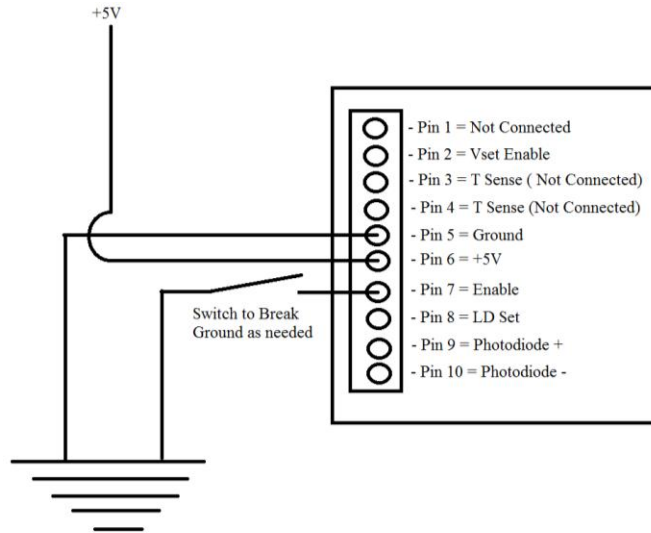 +5V
- Pin 1 = Not Connected
- Pin 2 = Vset Enable
- Pin 3 = T Sense ( Not Connected)
- Pin 4 = T Sense (Not Connected)
- Pin 5 = Ground
- Pin 6 = +5V
- Pin 7 = Enable
Switch to Break
Ground as needed
- Pin 8 = LD Set
- Pin 9 = Photodiode +
- Pin 10 = Photodiode -